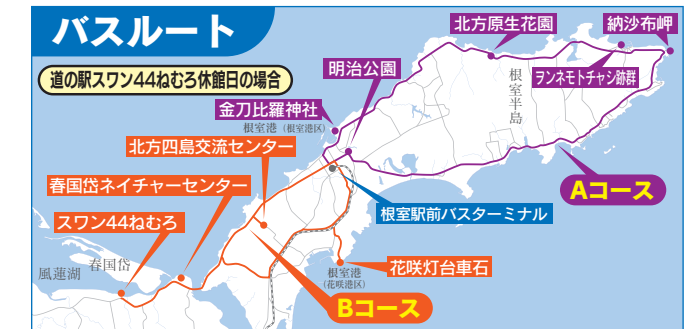 バスルート
道の駅スワン44ねむろ休館日の場合
北方原生花園
納沙布岬
明治公園
ヲンネモトチャシ跡群
根室半島
金刀比羅神社
根室港（根室港区）
北方四島交流センター
Aコース
春国岱ネイチャーセンター
根室駅前バスターミナル
スワン44ねむろ
春国岱
風蓮湖
花咲灯台車石
根室港
（花咲港区）
Bコース